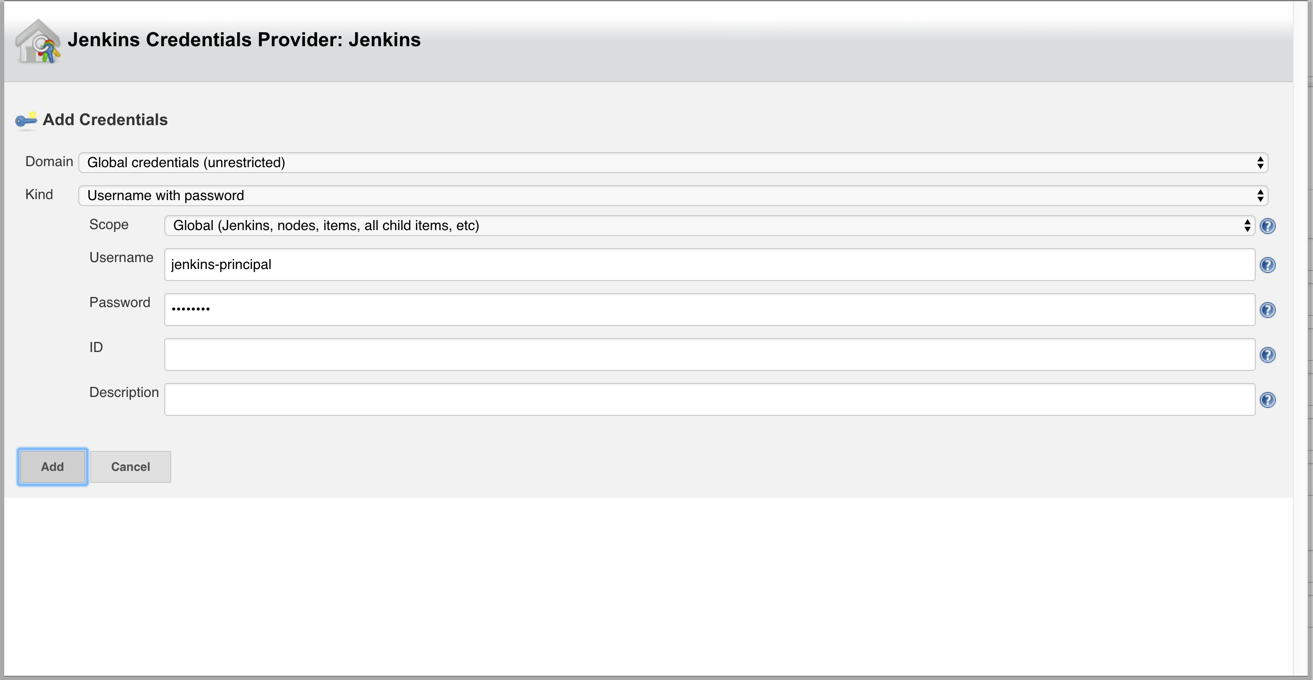 Jenkins Credentials Provider: Jenkins
Add Credentials
Domain Global credentials (unrestricted)
Kind Username with password
Scope Global (Jenkins, nodes, items, all child items, etc)
Username jenkins-principal
Password ••••••••
ID
Description
Add Cancel